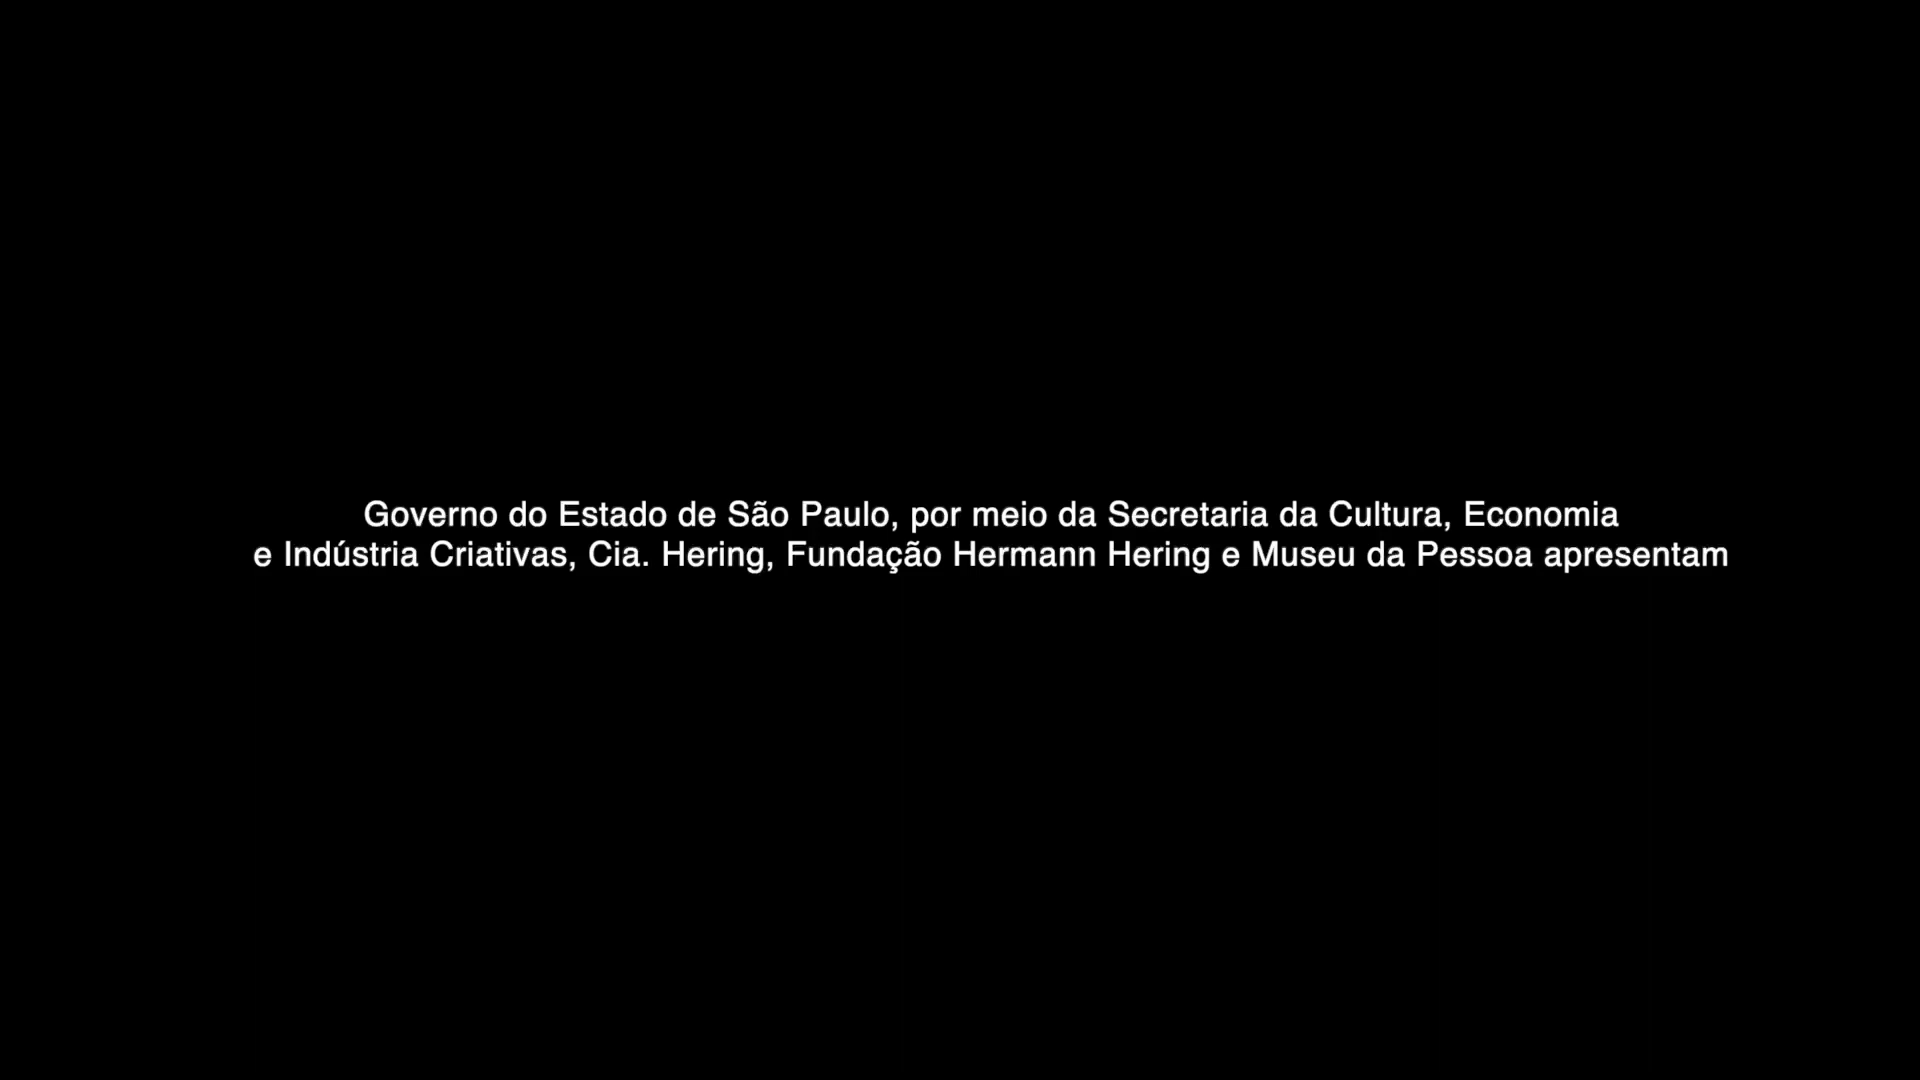 Governo do Estado de São Paulo, por meio da Secretaria da Cultura, Economia
e Indústria Criativas, Cia. Hering, Fundação Hermann Hering e Museu da Pessoa apresentam